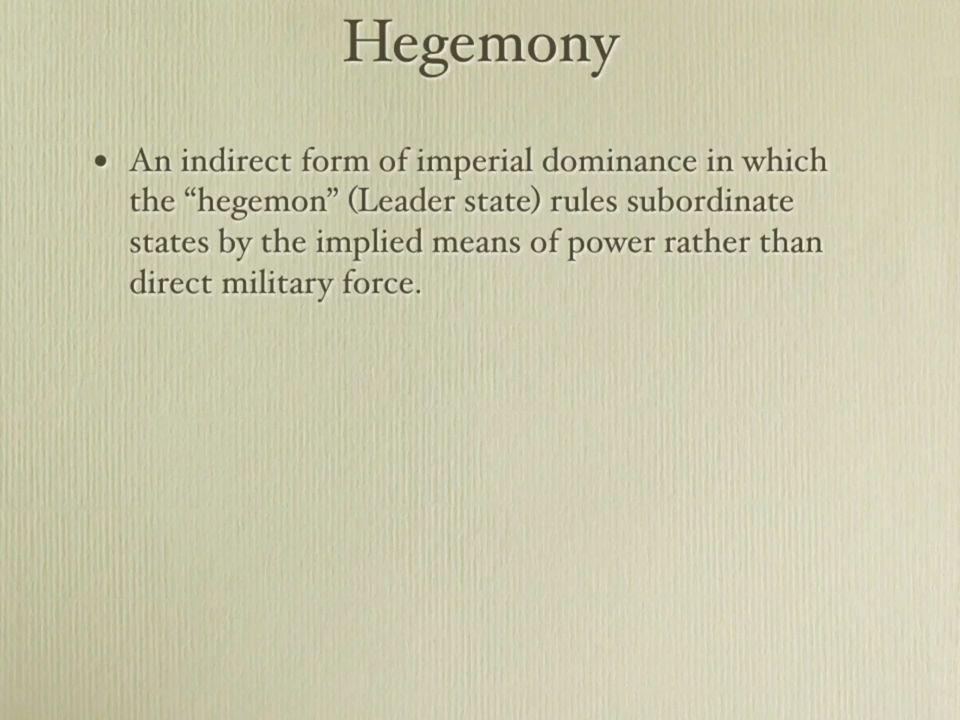 Hegemony
• An indirect form of imperial dominance in which
the “hegemon” (Leader state) rules subordinate
states by the implied means of power rather than
direct military force.